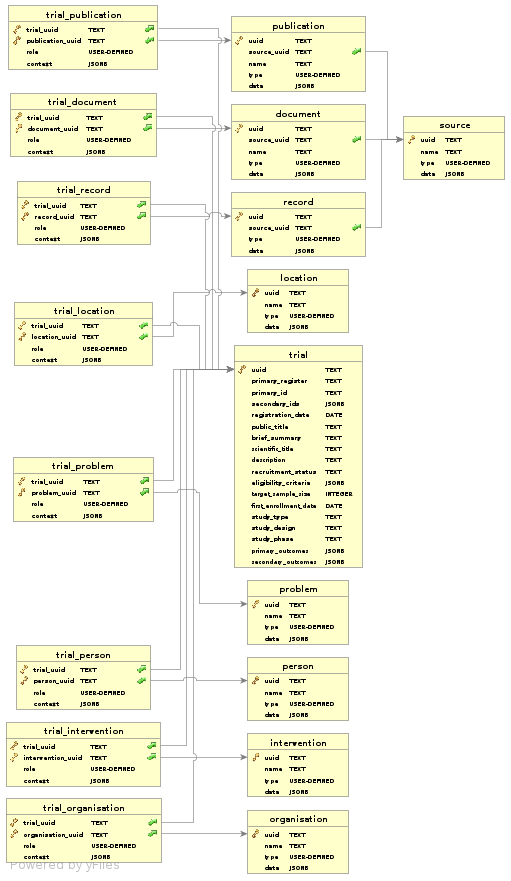 trial_publication
trial_uuid TEXT
publication_uuid TEXT
role USER-DEFINED
context JSONB
publication
uuid TEXT
source_uuid TEXT
name TEXT
type USER-DEFINED
data JSONB
trial_document
trial_uuid TEXT
document_uuid TEXT
role USER-DEFINED
context JSONB
document
uuid TEXT
source_uuid TEXT
name TEXT
type USER-DEFINED
data JSONB
source
uuid TEXT
name TEXT
type USER-DEFINED
data JSONB
trial_record
trial_uuid TEXT
record_uuid TEXT
role USER-DEFINED
context JSONB
record
uuid TEXT
source_uuid TEXT
name TEXT
type USER-DEFINED
data JSONB
location
uuid TEXT
name TEXT
type USER-DEFINED
data JSONB
trial_location
trial_uuid TEXT
location_uuid TEXT
role USER-DEFINED
context JSONB
trial
uuid TEXT
primary_register TEXT
primary_id TEXT
secondary_ids JSONB
registration_date DATE
public_title TEXT
brief_summary TEXT
scientific_title TEXT
description TEXT
recruitment_status TEXT
eligibility_criteria JSONB
target_sample_size INTEGER
first_enrollment_date DATE
study_type TEXT
study_design TEXT
study_phase TEXT
primary_outcomes JSONB
secondary_outcomes JSONB
trial_problem
trial_uuid TEXT
problem_uuid TEXT
role USER-DEFINED
context JSONB
problem
uuid TEXT
name TEXT
type USER-DEFINED
data JSONB
trial_person
trial_uuid TEXT
person_uuid TEXT
role USER-DEFINED
context JSONB
person
uuid TEXT
name TEXT
type USER-DEFINED
data JSONB
trial_intervention
trial_uuid TEXT
intervention_uuid TEXT
role USER-DEFINED
context JSONB
intervention
uuid TEXT
name TEXT
type USER-DEFINED
data JSONB
trial_organisation
trial_uuid TEXT
organisation_uuid TEXT
role USER-DEFINED
context JSONB
organisation
uuid TEXT
name TEXT
type USER-DEFINED
data JSONB
Powered by yFiles